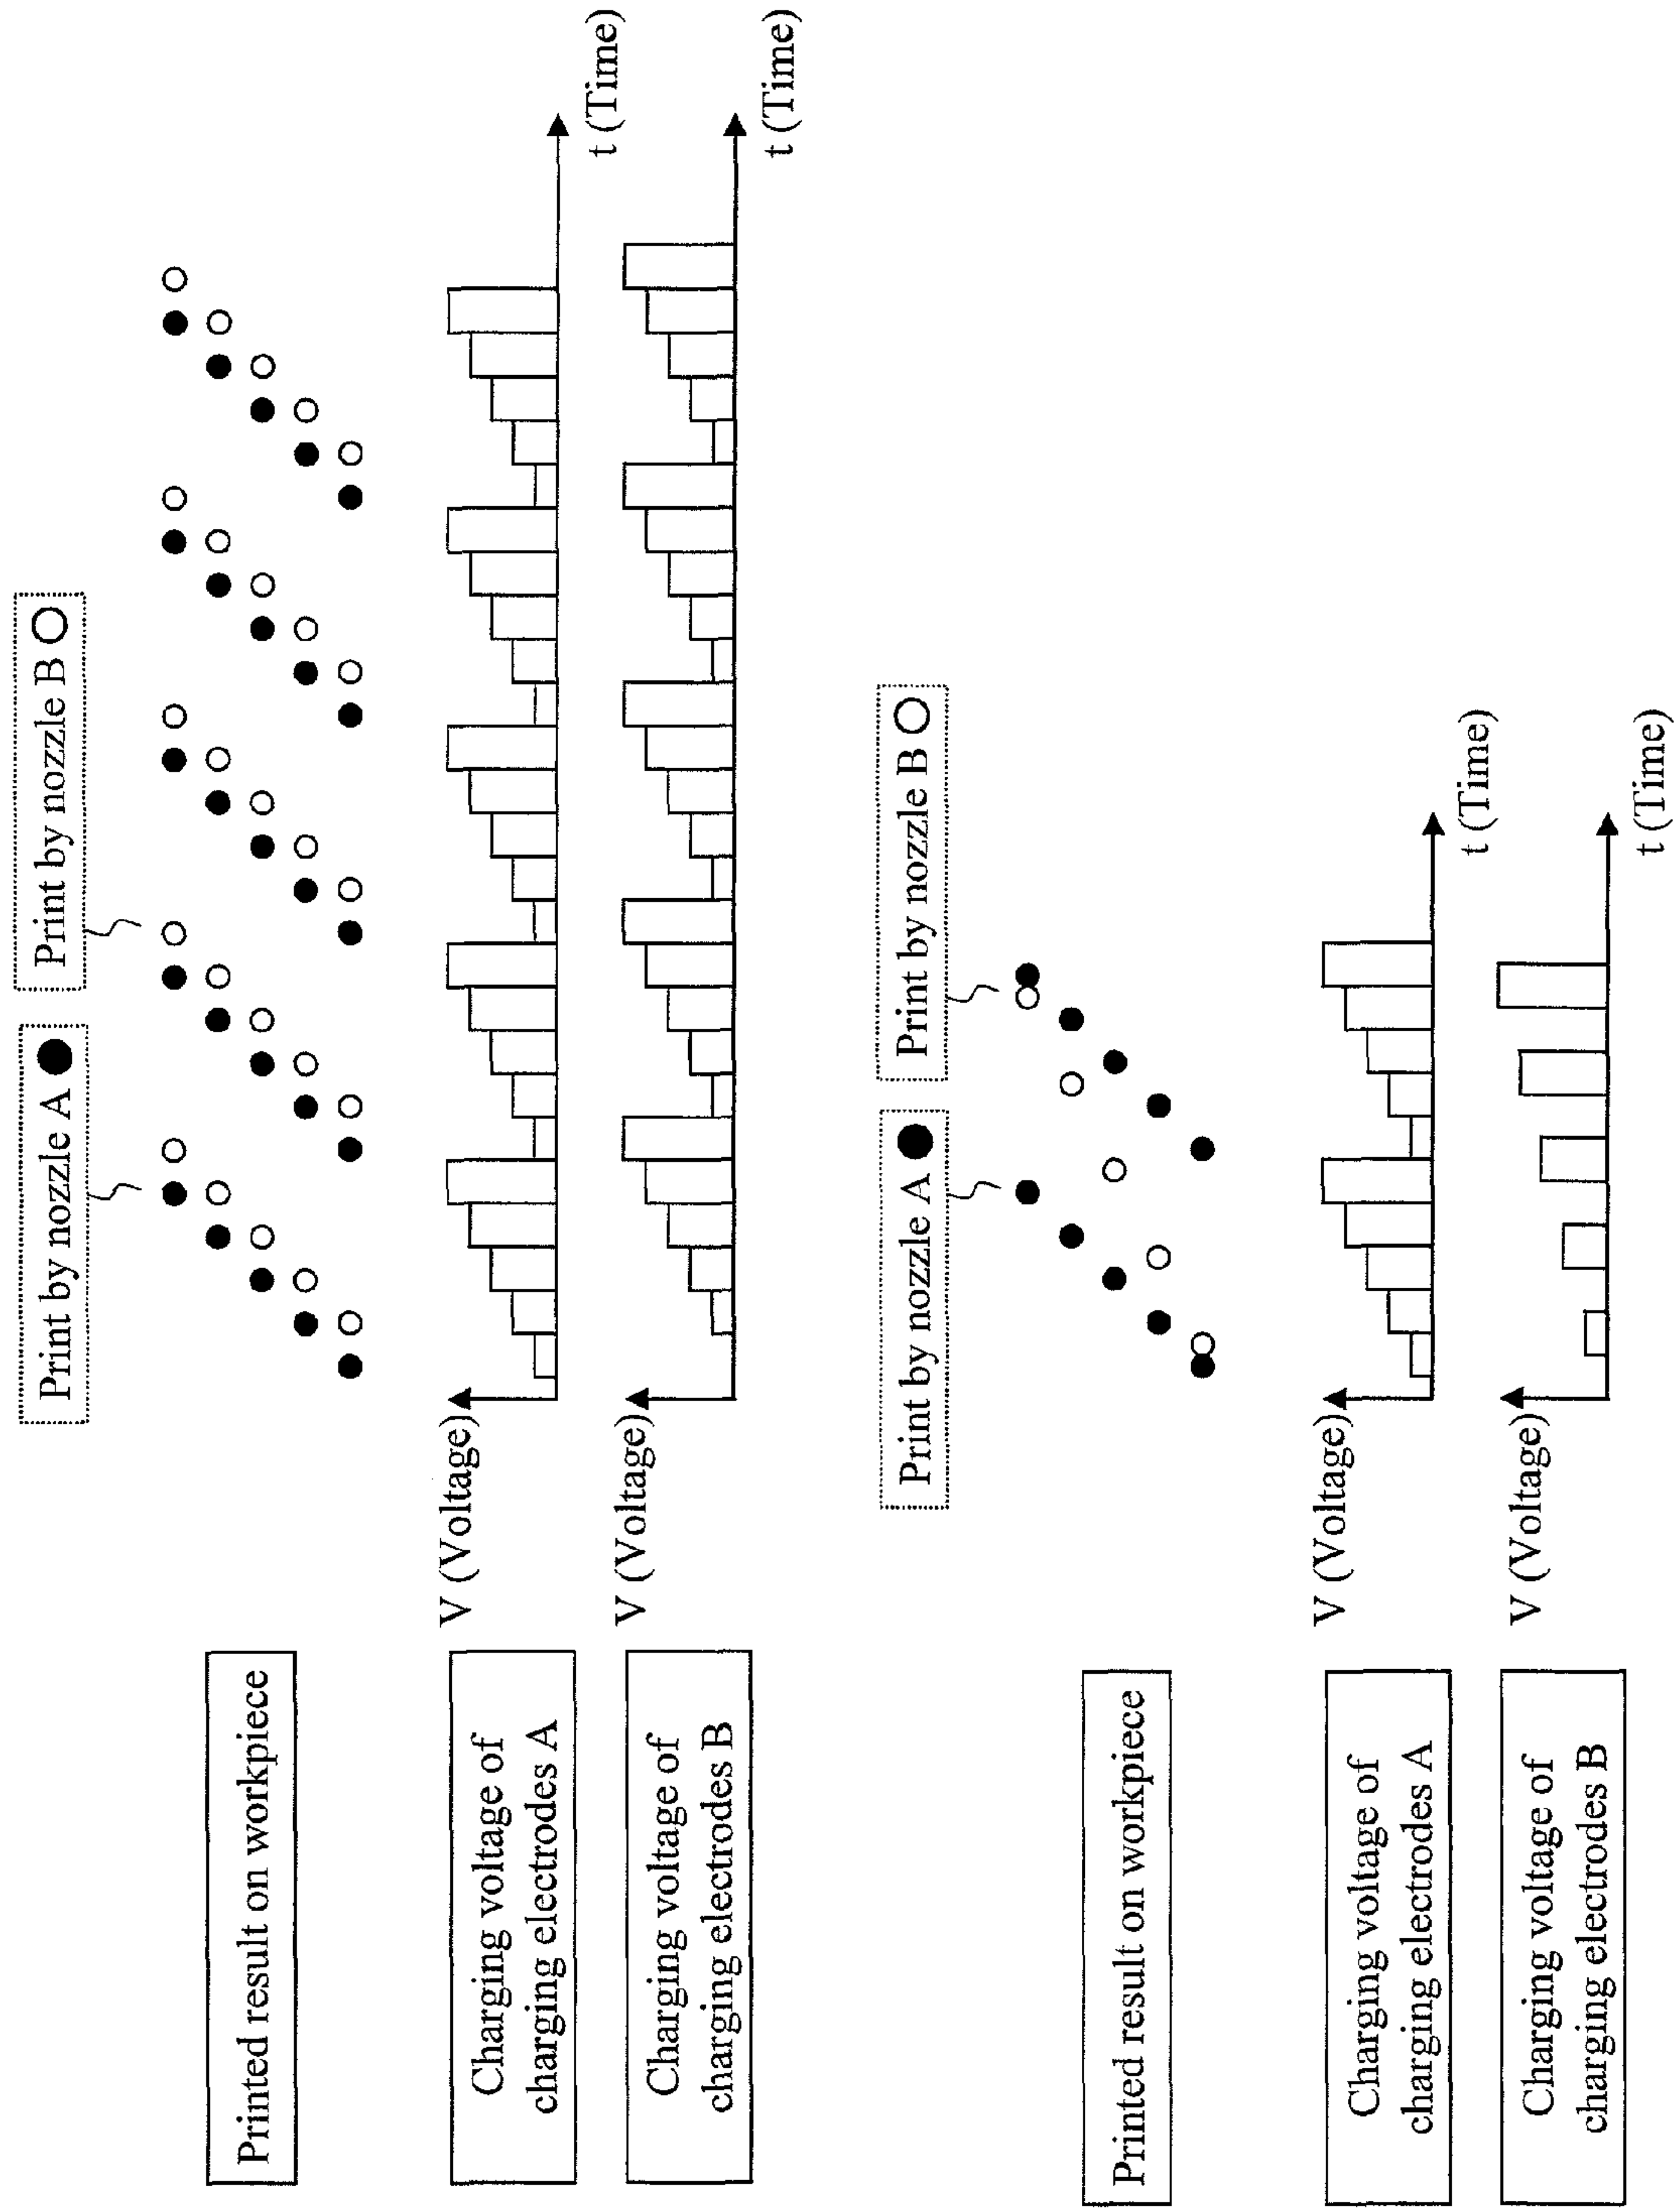 Print by nozzle A
Print by nozzle B
Printed result on workpiece
V (Voltage)
t (Time)
Charging voltage of
charging electrodes A
V (Voltage)
t (Time)
Charging voltage of
charging electrodes B
Print by nozzle A
Print by nozzle B
Printed result on workpiece
V (Voltage)
t (Time)
Charging voltage of
charging electrodes A
V (Voltage)
t (Time)
Charging voltage of
charging electrodes B